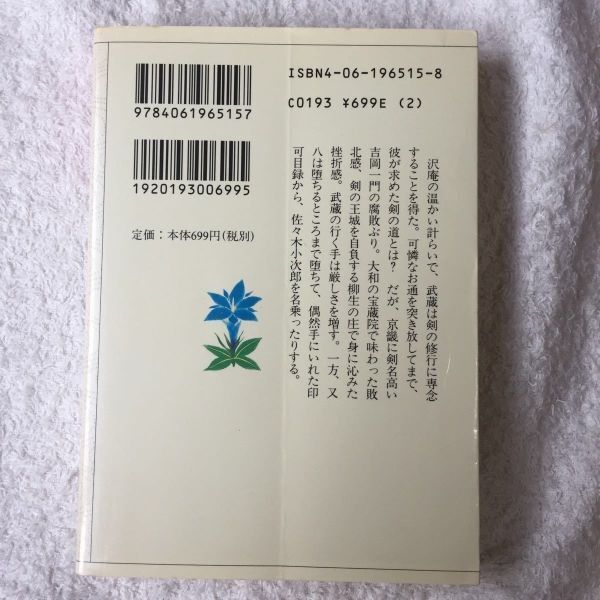 ISBN4-06-196515-8
C0193 ¥699E (2)
9784061965157
1920193006995
定価：本体699円(税別)
沢庵の温かい計らいで、武蔵は剣の修行に専念
することを得た。可憐なお通を突き放してまで、
彼が求めた剣の道とは？ だが、京畿に剣名高い
吉岡一門の腐敗ぶり。大和の宝蔵院で味わった敗
北感、剣の王城を自負する柳生の庄で身に沁みた
挫折感。武蔵の行く手は厳しさを増す。一方、又
八は堕ちるところまで堕ちて、偶然手にいれた印
可目録から、佐々木小次郎を名乗ったりする。